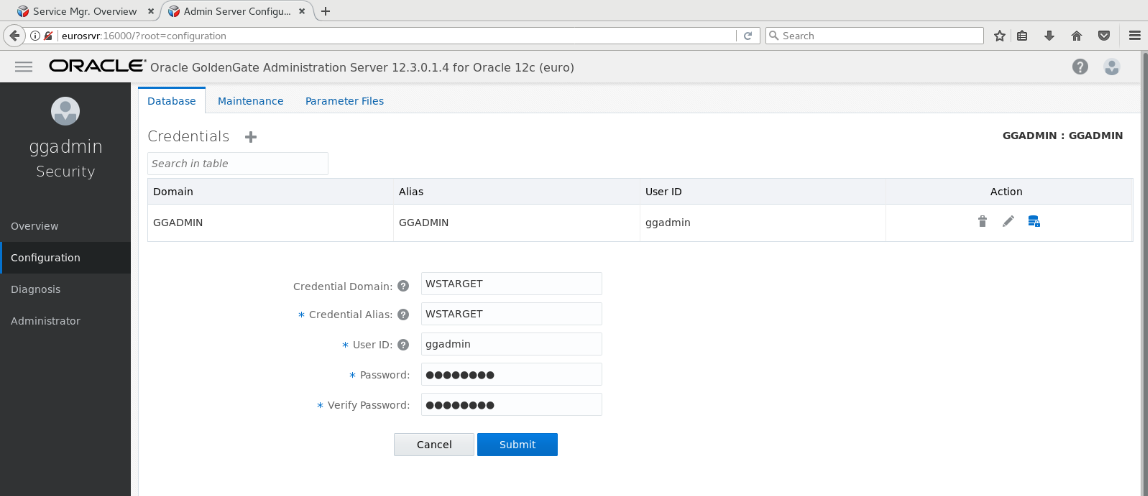 Service Mgr. Overview × Admin Server Configu... × +
eurosrvr:16000/?root=configuration Search
ORACLE Oracle GoldenGate Administration Server 12.3.0.1.4 for Oracle 12c (euro) ?
ggadmin
Security
Overview
Configuration
Diagnosis
Administrator
Database Maintenance Parameter Files
Credentials + GGADMIN : GGADMIN
Search in table
Domain Alias User ID Action
GGADMIN GGADMIN ggadmin
Credential Domain: ? WSTARGET
* Credential Alias: ? WSTARGET
* User ID: ? ggadmin
* Password: ●●●●●●●●
* Verify Password: ●●●●●●●●
Cancel Submit